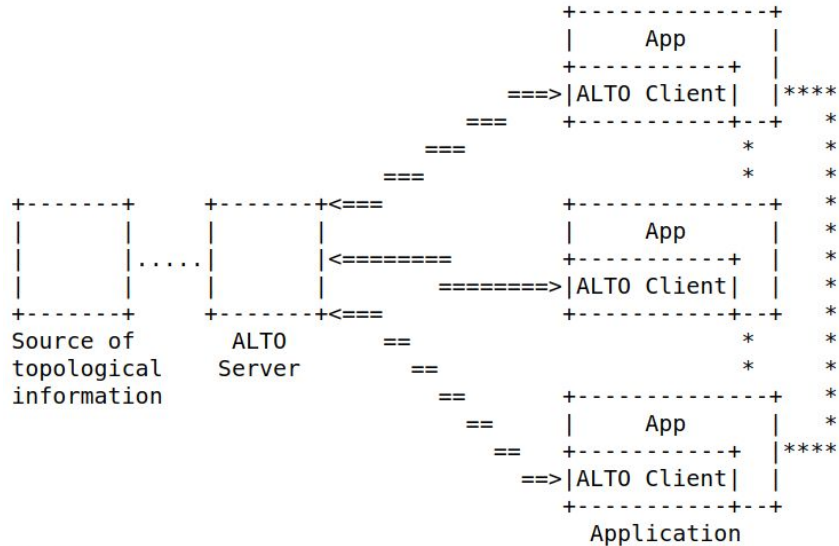 App
ALTO Client
App
ALTO Client
Source of topological information
ALTO Server
App
ALTO Client
Application